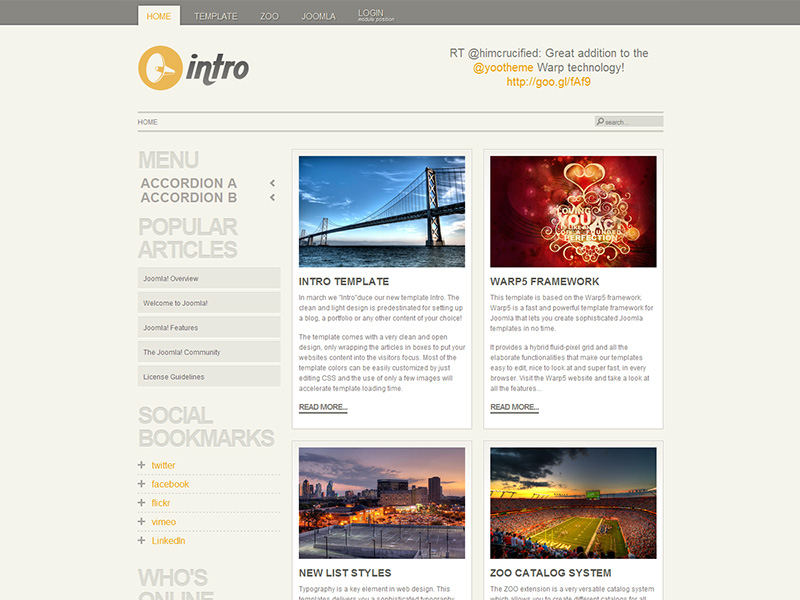 HOME
TEMPLATE
ZOO
JOOMLA
LOGIN
module position
intro
RT @himcrucified: Great addition to the
@yootheme Warp technology!
http://goo.gl/fAf9
HOME
search...
MENU
ACCORDION A
ACCORDION B
POPULAR
ARTICLES
Joomla! Overview
Welcome to Joomla!
Joomla! Features
The Joomla! Community
License Guidelines
SOCIAL
BOOKMARKS
twitter
facebook
flickr
vimeo
LinkedIn
WHO'S
ONLINE
INTRO TEMPLATE
In march we "Intro"duce our new template Intro. The
clean and light design is predestinated for setting up
a blog, a portfolio or any other content of your choice!
The template comes with a very clean and open
design, only wrapping the articles in boxes to put your
websites content into the visitors focus. Most of the
template colors can be easily customized by just
editing CSS and the use of only a few images will
accelerate template loading time.
READ MORE...
LOVING
YOU
IS LIKE AN ACT
OF A FOUNDED
PERFECTION
WARP5 FRAMEWORK
This template is based on the Warp5 framework.
Warp5 is a fast and powerful template framework for
Joomla that lets you create sophisticated Joomla
templates in no time.
It provides a hybrid fluid-pixel grid and all the
elaborate functionalities that make our templates
easy to edit, nice to look at and super fast, in every
browser. Visit the Warp5 website and take a look at
all the features...
READ MORE...
NEW LIST STYLES
Typography is a key element in web design. This
templates delivers you a sophisticated typography
ZOO CATALOG SYSTEM
The ZOO extension is a very versatile catalog system
which allows you to create different catalogs for all